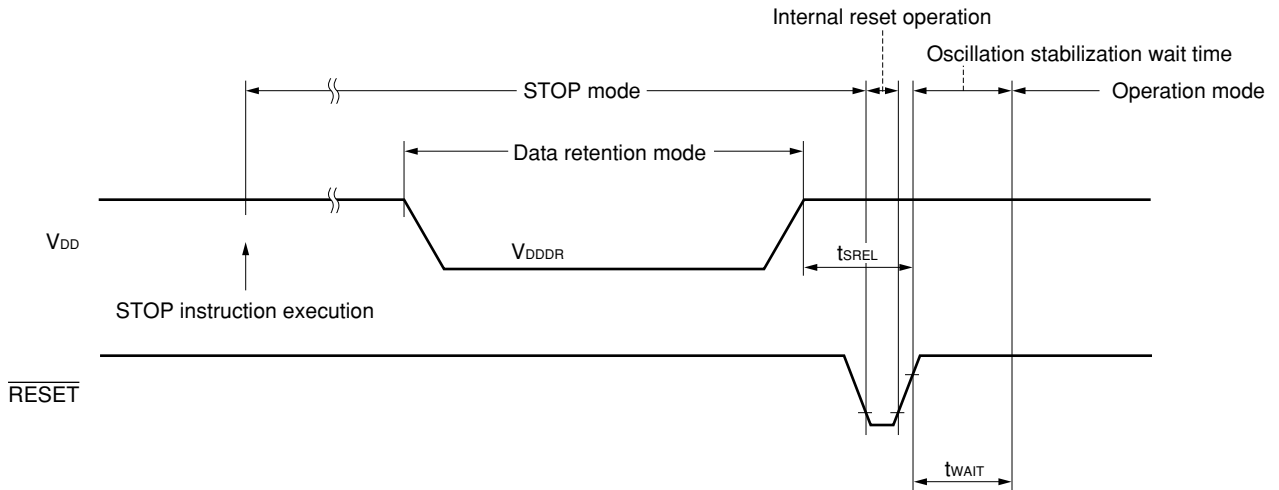 Internal reset operation
Oscillation stabilization wait time
STOP mode
Operation mode
Data retention mode
VDD
VDDDR
tSREL
STOP instruction execution
RESET
tWAIT